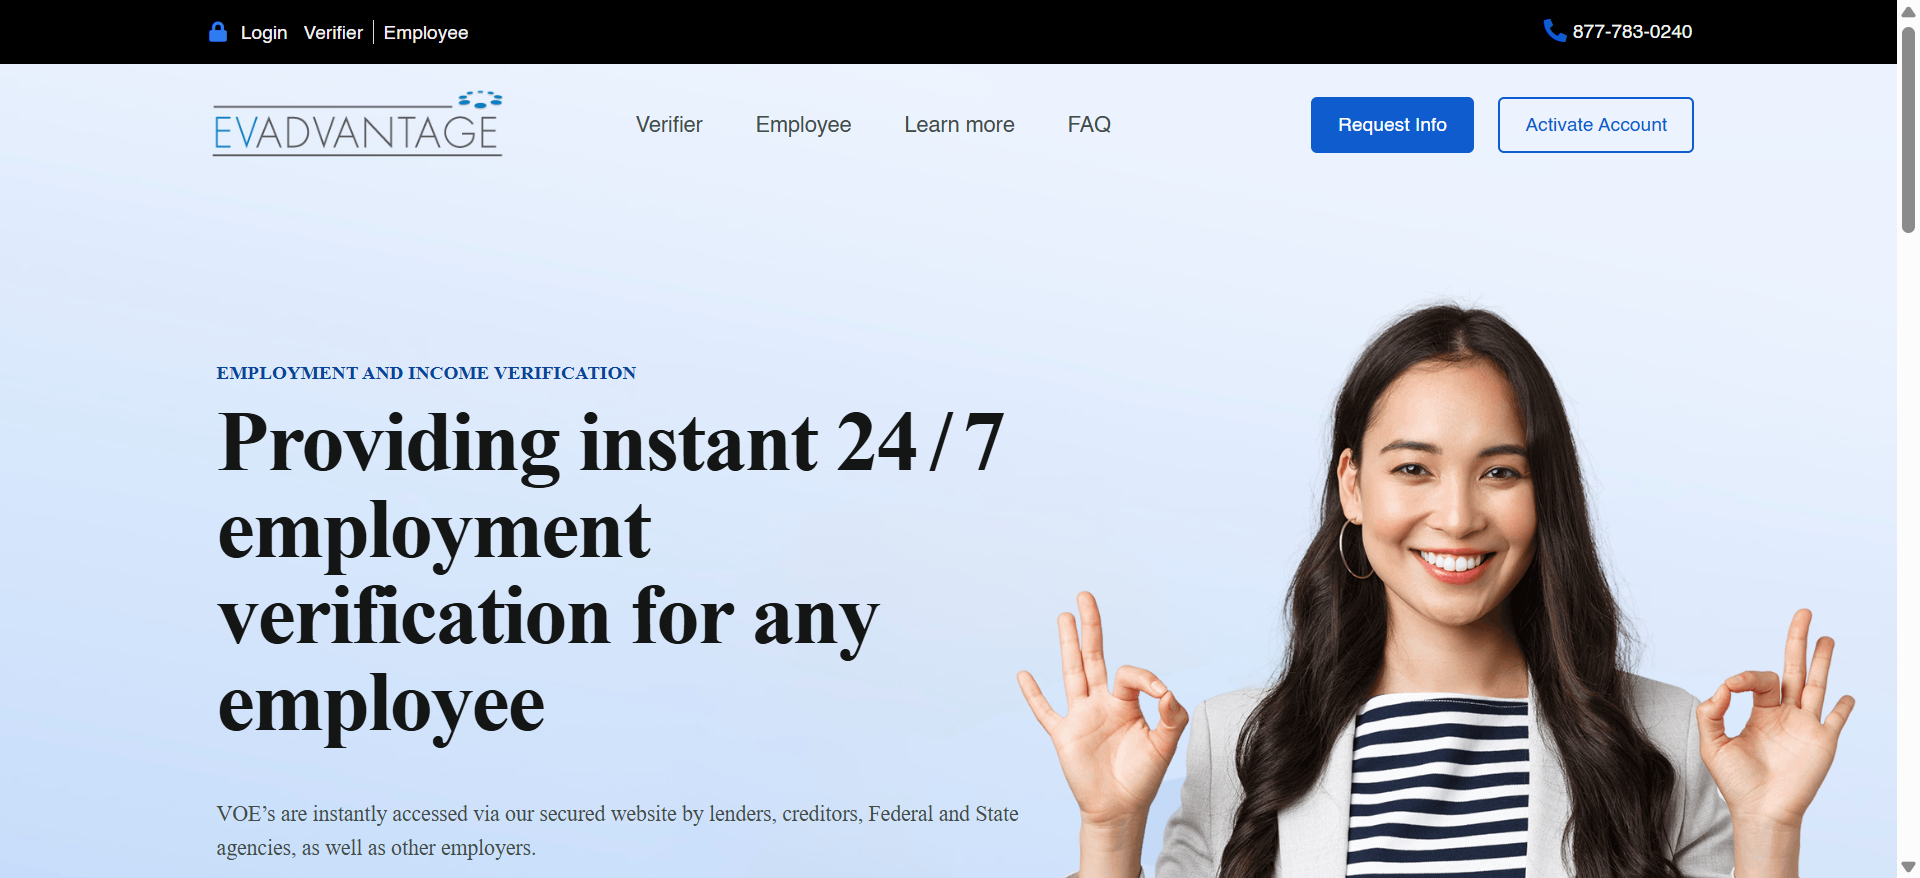 Login Verifier Employee
877-783-0240
EVADVANTAGE
Verifier Employee Learn more FAQ
Request Info Activate Account
EMPLOYMENT AND INCOME VERIFICATION
Providing instant 24/7
employment
verification for any
employee
VOE’s are instantly accessed via our secured website by lenders, creditors, Federal and State
agencies, as well as other employers.